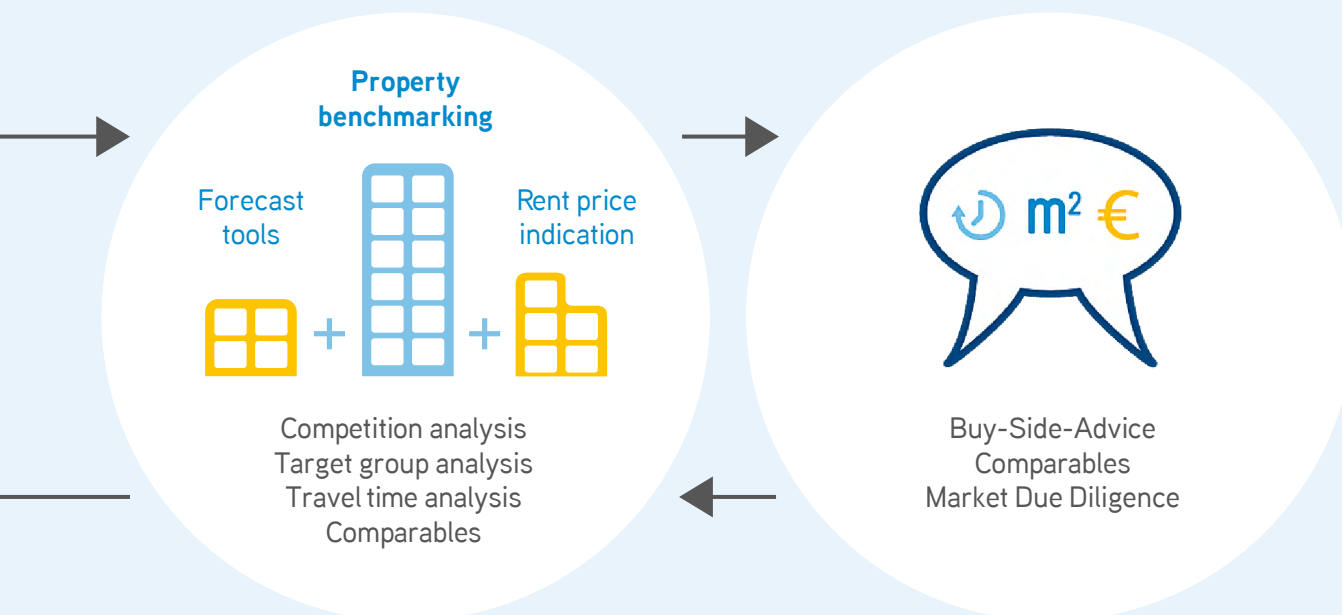 Property
benchmarking
Forecast
tools
Rent price
indication
+
+
Competition analysis
Target group analysis
Travel time analysis
Comparables
m² €
Buy-Side-Advice
Comparables
Market Due Diligence